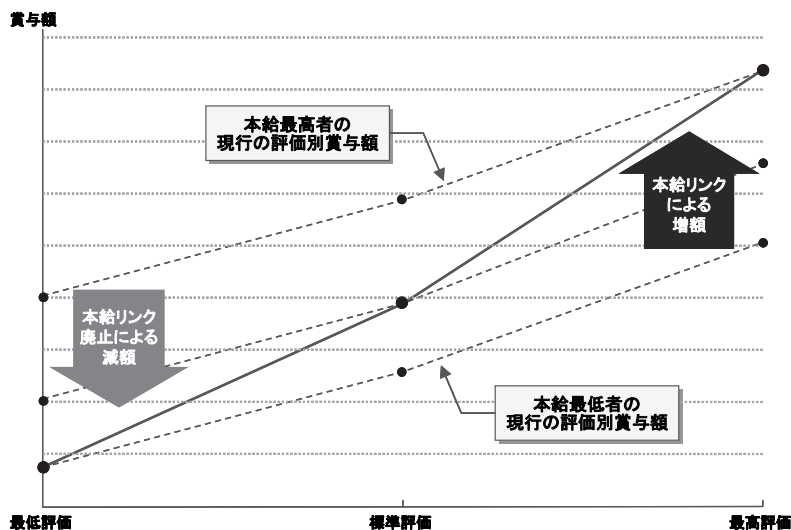 賞与額
本給最高者の
現行の評価別賞与額
本給リンク
による
増額
本給リンク
廃止による
減額
本給最低者の
現行の評価別賞与額
最低評価
標準評価
最高評価